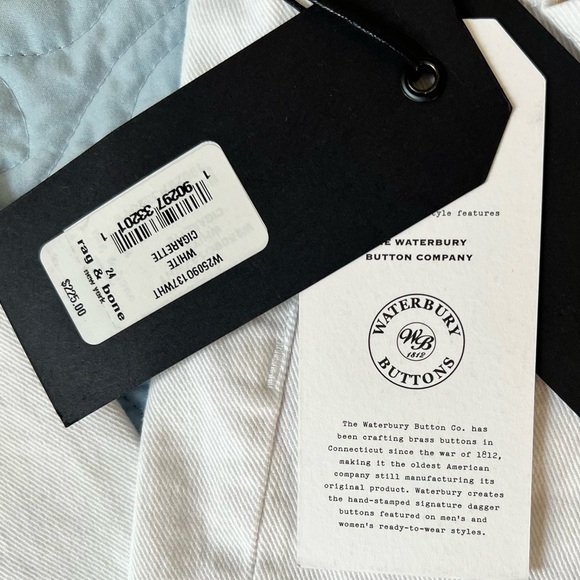 W2589O137WHT
WHITE
CIGARETTE
1 90297 33201 1
24
rag & bone
new york
$225.00
style features
THE WATERBURY
BUTTON COMPANY
WATERBURY
WB
1812
BUTTONS
The Waterbury Button Co. has
been crafting brass buttons in
Connecticut since the war of 1812,
making it the oldest American
company still manufacturing its
original product. Waterbury creates
the hand-stamped signature dagger
buttons featured on men's and
women's ready-to-wear styles.